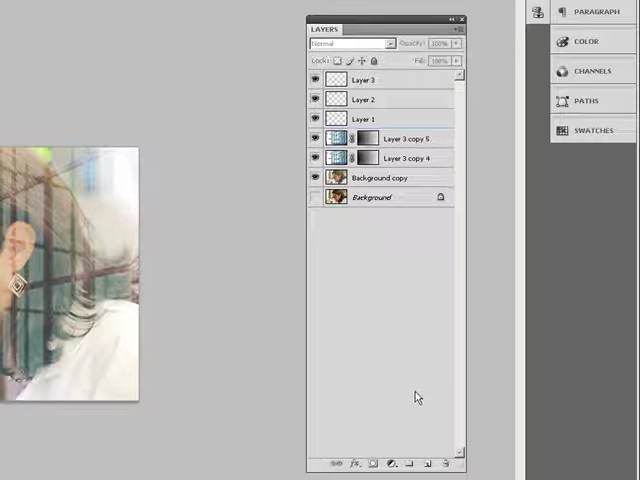 LAYERS
Normal
Opacity: 100%
Lock:
Fill: 100%
Layer 3
Layer 2
Layer 1
Layer 3 copy 5
Layer 3 copy 4
Background copy
Background
fx
PARAGRAPH
COLOR
CHANNELS
PATHS
SWATCHES